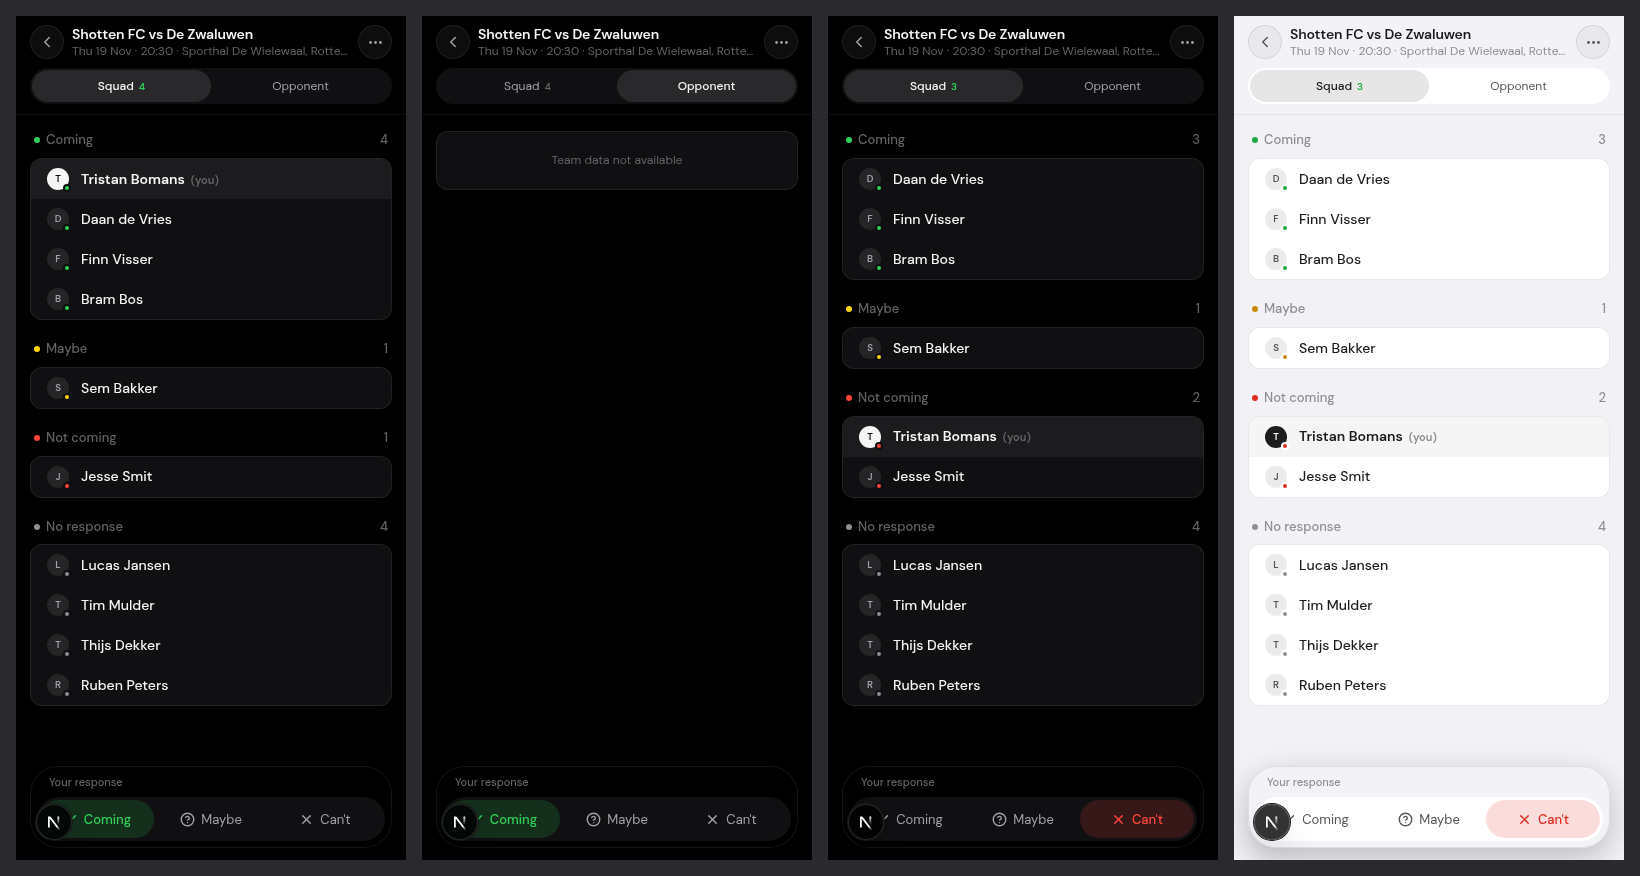 Shotten FC vs De Zwaluwen
Thu 19 Nov · 20:30 · Sporthal De Wielewaal, Rotte...
Squad 4
Opponent
Coming 4
T Tristan Bomans (you)
D Daan de Vries
F Finn Visser
B Bram Bos
Maybe 1
S Sem Bakker
Not coming 1
J Jesse Smit
No response 4
L Lucas Jansen
T Tim Mulder
T Thijs Dekker
R Ruben Peters
Your response
N Coming
Maybe
Can't
Shotten FC vs De Zwaluwen
Thu 19 Nov · 20:30 · Sporthal De Wielewaal, Rotte...
Squad 4
Opponent
Team data not available
Your response
N Coming
Maybe
Can't
Shotten FC vs De Zwaluwen
Thu 19 Nov · 20:30 · Sporthal De Wielewaal, Rotte...
Squad 3
Opponent
Coming 3
D Daan de Vries
F Finn Visser
B Bram Bos
Maybe 1
S Sem Bakker
Not coming 2
T Tristan Bomans (you)
J Jesse Smit
No response 4
L Lucas Jansen
T Tim Mulder
T Thijs Dekker
R Ruben Peters
Your response
N Coming
Maybe
Can't
Shotten FC vs De Zwaluwen
Thu 19 Nov · 20:30 · Sporthal De Wielewaal, Rotte...
Squad 3
Opponent
Coming 3
D Daan de Vries
F Finn Visser
B Bram Bos
Maybe 1
S Sem Bakker
Not coming 2
T Tristan Bomans (you)
J Jesse Smit
No response 4
L Lucas Jansen
T Tim Mulder
T Thijs Dekker
R Ruben Peters
Your response
N Coming
Maybe
Can't